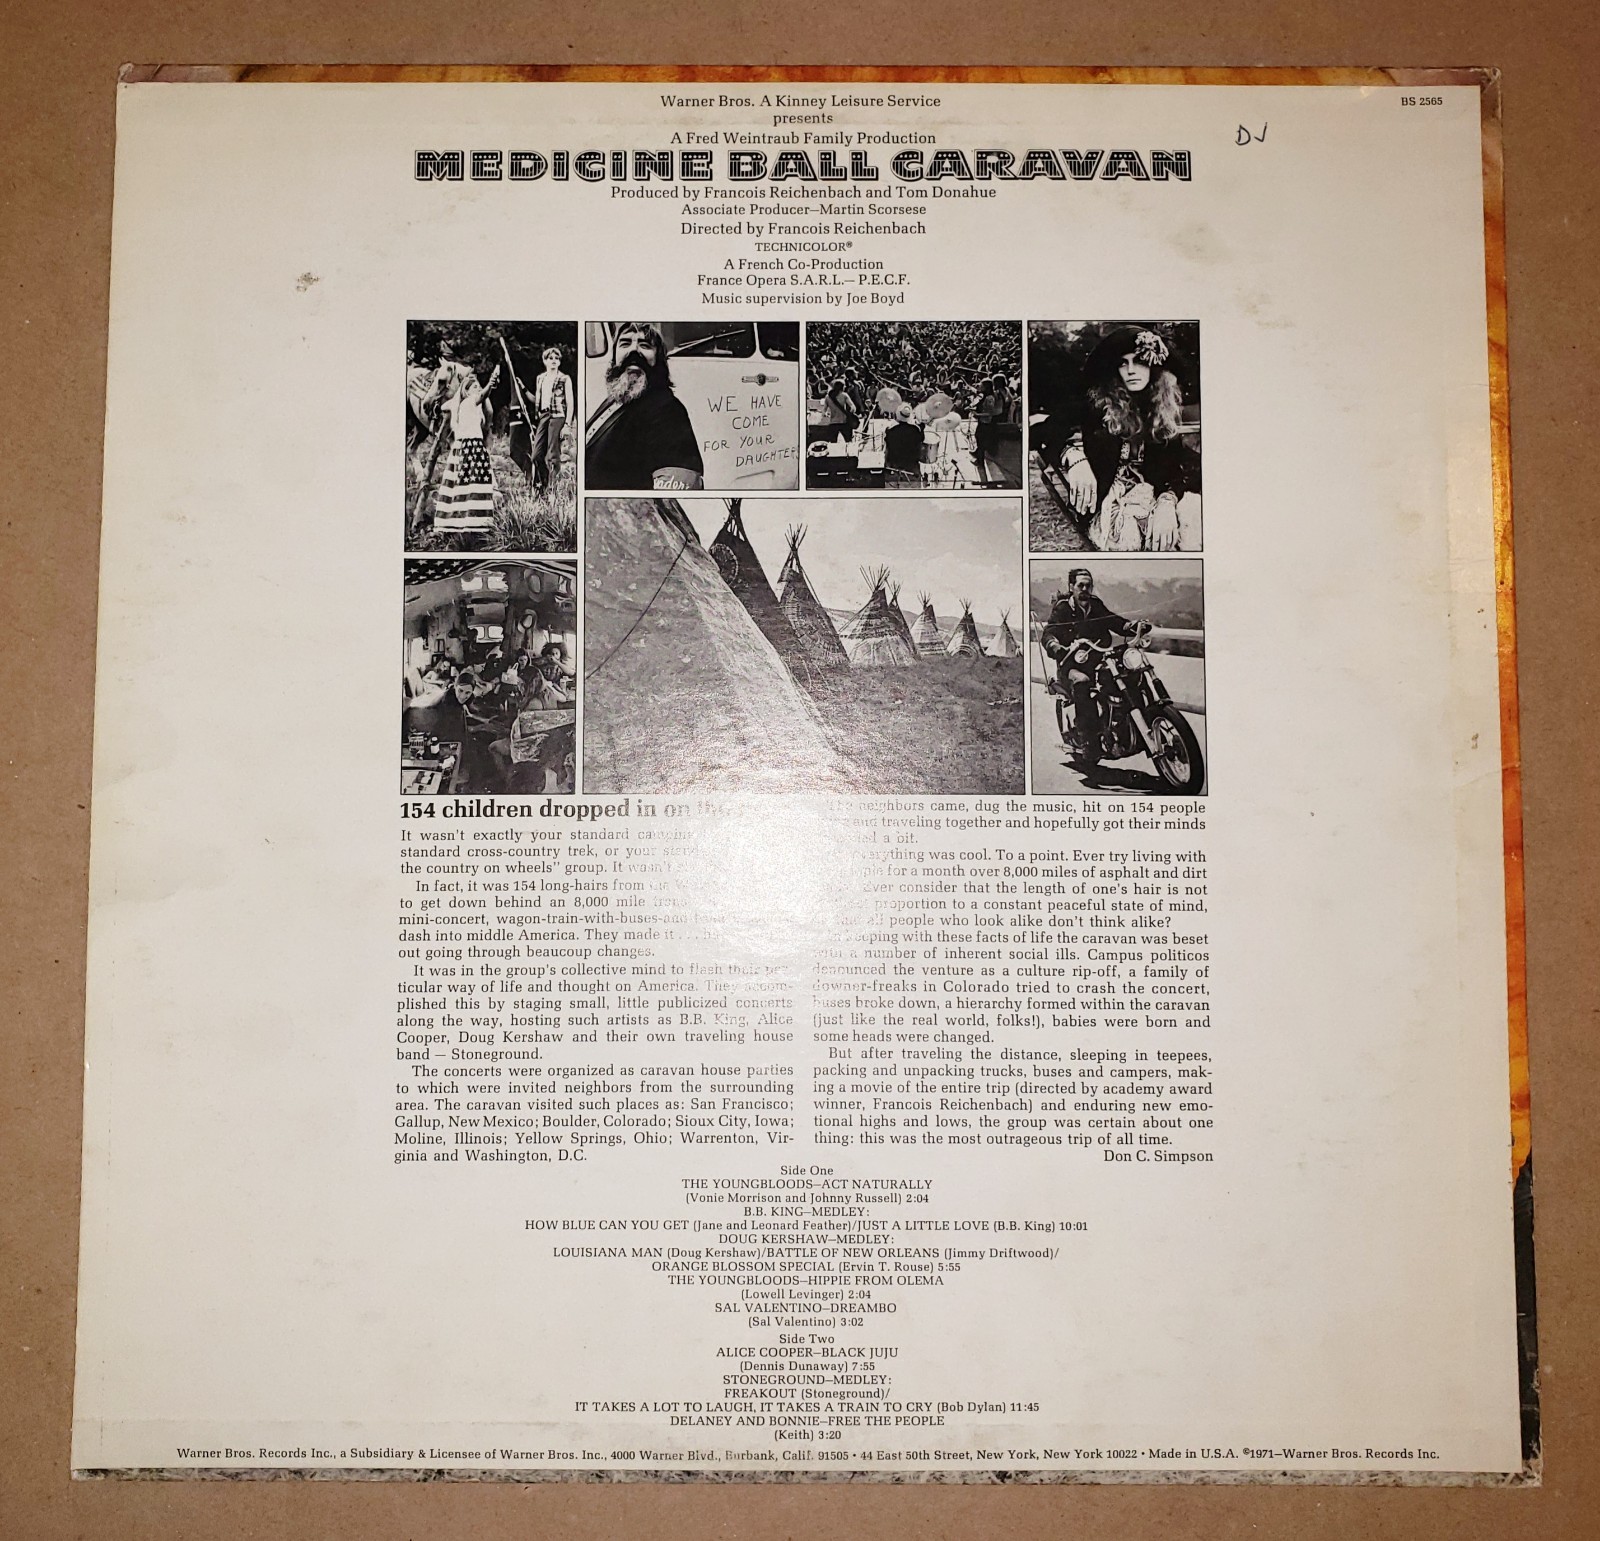 Warner Bros. A Kinney Leisure Service
BS 2565
presents
A Fred Weintraub Family Production
DJ
MEDICINE BALL CARAVAN
Produced by Francois Reichenbach and Tom Donahue
Associate Producer—Martin Scorsese
Directed by Francois Reichenbach
TECHNICOLOR®
A French Co-Production
France Opera S.A.R.L.— P.E.C.F.
Music supervision by Joe Boyd
WE HAVE
COME
FOR YOUR
DAUGHTERS
154 children dropped in on
It wasn't exactly your standard
standard cross-country trek, or your
the country on wheels" group. It wasn't
In fact, it was 154 long-hairs from
to get down behind an 8,000 mile
mini-concert, wagon-train-with-buses-and
dash into middle America. They made it . . .
out going through beaucoup changes.
It was in the group's collective mind to flash their par-
ticular way of life and thought on America. They accom-
plished this by staging small, little publicized concerts
along the way, hosting such artists as B.B. King, Alice
Cooper, Doug Kershaw and their own traveling house
band — Stoneground.
The concerts were organized as caravan house parties
to which were invited neighbors from the surrounding
area. The caravan visited such places as: San Francisco;
Gallup, New Mexico; Boulder, Colorado; Sioux City, Iowa;
Moline, Illinois; Yellow Springs, Ohio; Warrenton, Vir-
ginia and Washington, D.C.
The neighbors came, dug the music, hit on 154 people
and traveling together and hopefully got their minds
a bit.
Everything was cool. To a point. Ever try living with
for a month over 8,000 miles of asphalt and dirt
Ever consider that the length of one's hair is not
proportion to a constant peaceful state of mind,
all people who look alike don't think alike?
In keeping with these facts of life the caravan was beset
with a number of inherent social ills. Campus politicos
denounced the venture as a culture rip-off, a family of
downer-freaks in Colorado tried to crash the concert,
buses broke down, a hierarchy formed within the caravan
(just like the real world, folks!), babies were born and
some heads were changed.
But after traveling the distance, sleeping in teepees,
packing and unpacking trucks, buses and campers, mak-
ing a movie of the entire trip (directed by academy award
winner, Francois Reichenbach) and enduring new emo-
tional highs and lows, the group was certain about one
thing: this was the most outrageous trip of all time.
Don C. Simpson
Side One
THE YOUNGBLOODS—ACT NATURALLY
(Vonie Morrison and Johnny Russell) 2:04
B.B. KING—MEDLEY:
HOW BLUE CAN YOU GET (Jane and Leonard Feather)/JUST A LITTLE LOVE (B.B. King) 10:01
DOUG KERSHAW—MEDLEY:
LOUISIANA MAN (Doug Kershaw)/BATTLE OF NEW ORLEANS (Jimmy Driftwood)/
ORANGE BLOSSOM SPECIAL (Ervin T. Rouse) 5:55
THE YOUNGBLOODS—HIPPIE FROM OLEMA
(Lowell Levinger) 2:04
SAL VALENTINO—DREAMBO
(Sal Valentino) 3:02
Side Two
ALICE COOPER—BLACK JUJU
(Dennis Dunaway) 7:55
STONEGROUND—MEDLEY:
FREAKOUT (Stoneground)/
IT TAKES A LOT TO LAUGH, IT TAKES A TRAIN TO CRY (Bob Dylan) 11:45
DELANEY AND BONNIE—FREE THE PEOPLE
(Keith) 3:20
Warner Bros. Records Inc., a Subsidiary & Licensee of Warner Bros. Inc., 4000 Warner Blvd., Burbank, Calif. 91505 • 44 East 50th Street, New York, New York 10022 • Made in U.S.A. ©1971—Warner Bros. Records Inc.